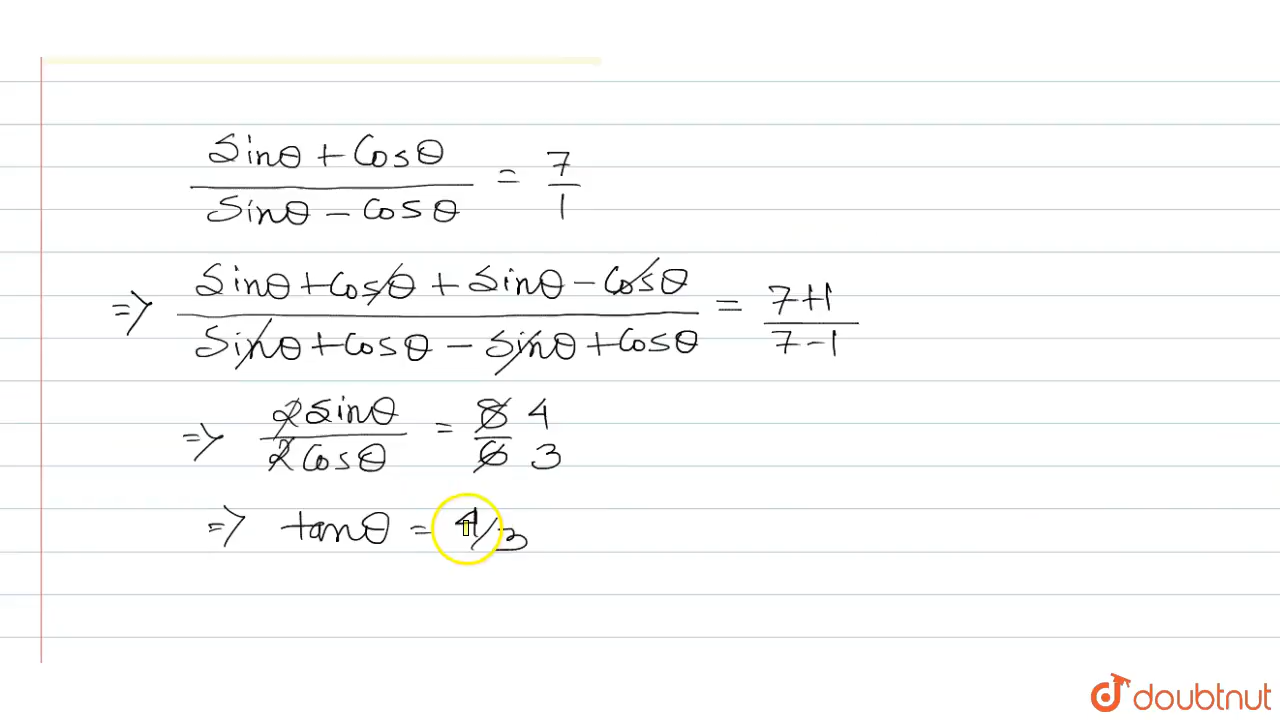 (Sinθ + Cosθ)/(Sinθ − Cosθ) = 7/1
⇒ (Sinθ + Cosθ + Sinθ − Cosθ)/(Sinθ + Cosθ − Sinθ + Cosθ) = (7+1)/(7−1)
⇒ 2Sinθ/2Cosθ = 8/6 4/3
⇒ tanθ = 4/3
doubtnut